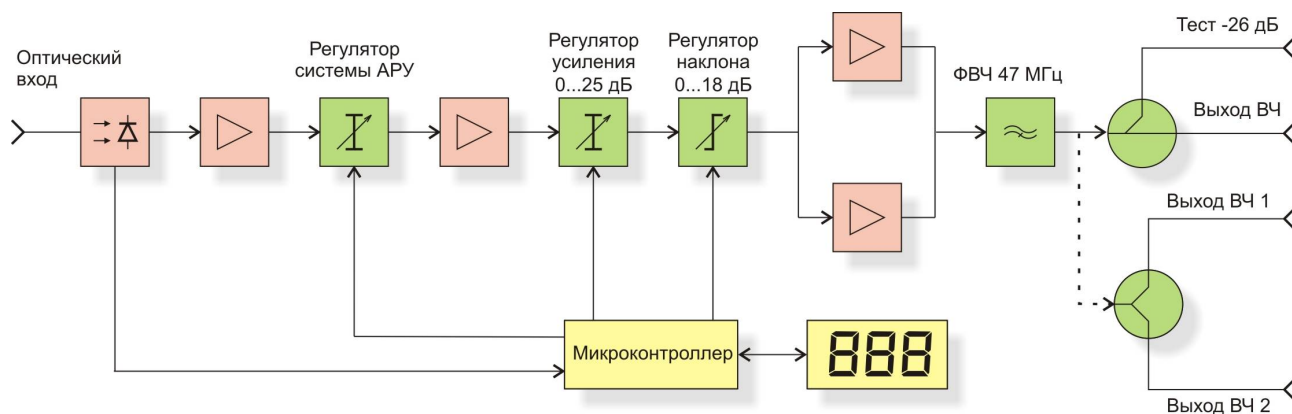 Оптический
вход
Регулятор
системы АРУ
Регулятор
усиления
0...25 дБ
Регулятор
наклона
0...18 дБ
ФВЧ 47 МГц
Тест -26 дБ
Выход ВЧ
Выход ВЧ 1
Выход ВЧ 2
Микроконтроллер
888